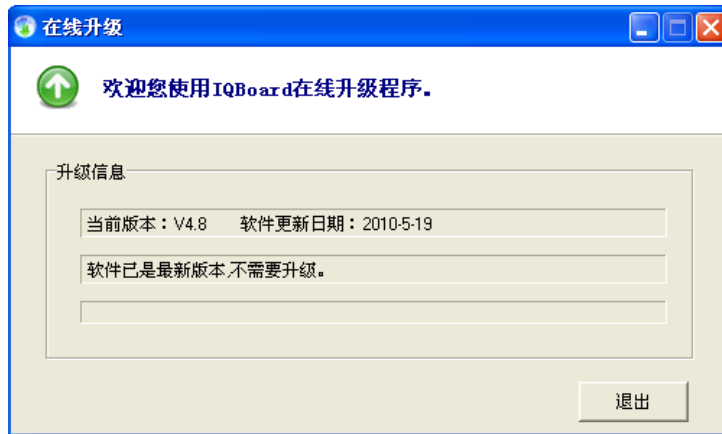 在线升级
欢迎您使用IQBoard在线升级程序。
升级信息
当前版本：V4.8 软件更新日期：2010-5-19
软件已是最新版本,不需要升级。
退出